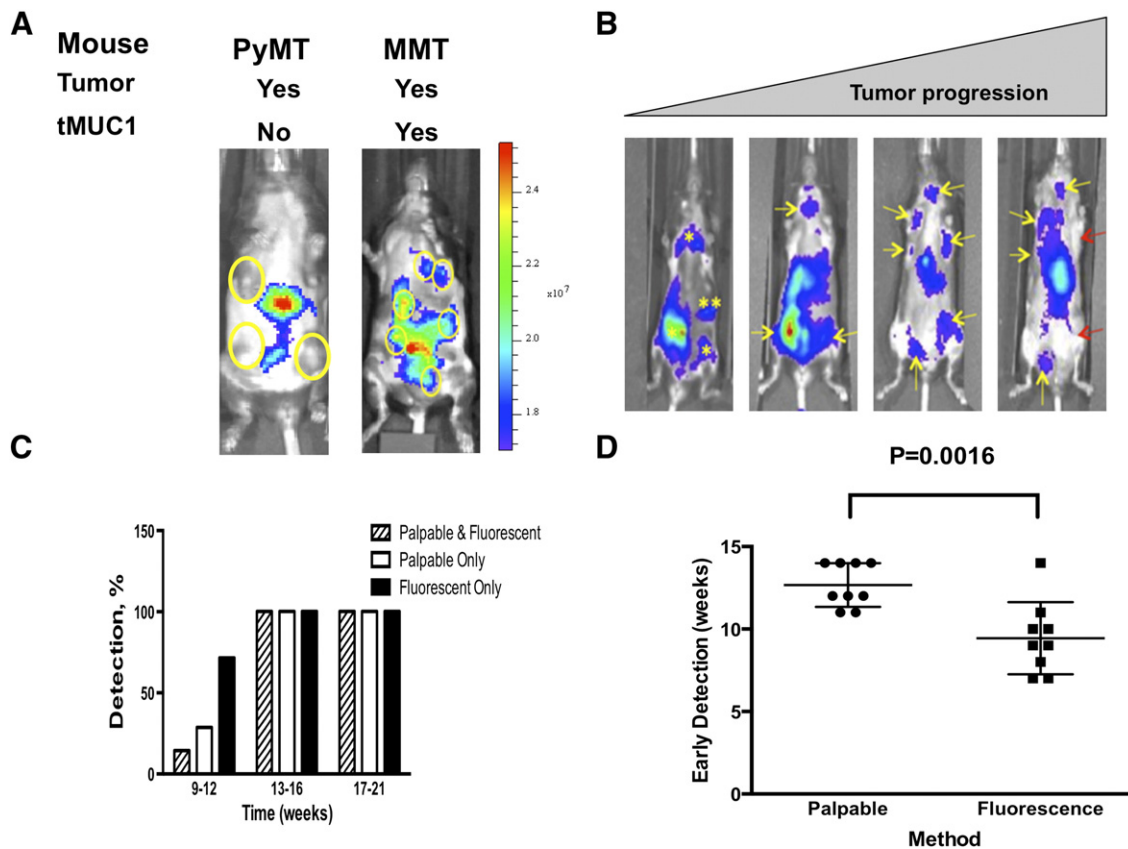 A
Mouse PyMT MMT
Tumor Yes Yes
tMUC1 No Yes
2.4
2.2
x10⁷
2.0
1.8
B
Tumor progression
*
**
*
C
150
100
50
0
Detection, %
Palpable & Fluorescent
Palpable Only
Fluorescent Only
9-12 13-16 17-21
Time (weeks)
D
P=0.0016
15
10
5
0
Early Detection (weeks)
Palpable Fluorescence
Method